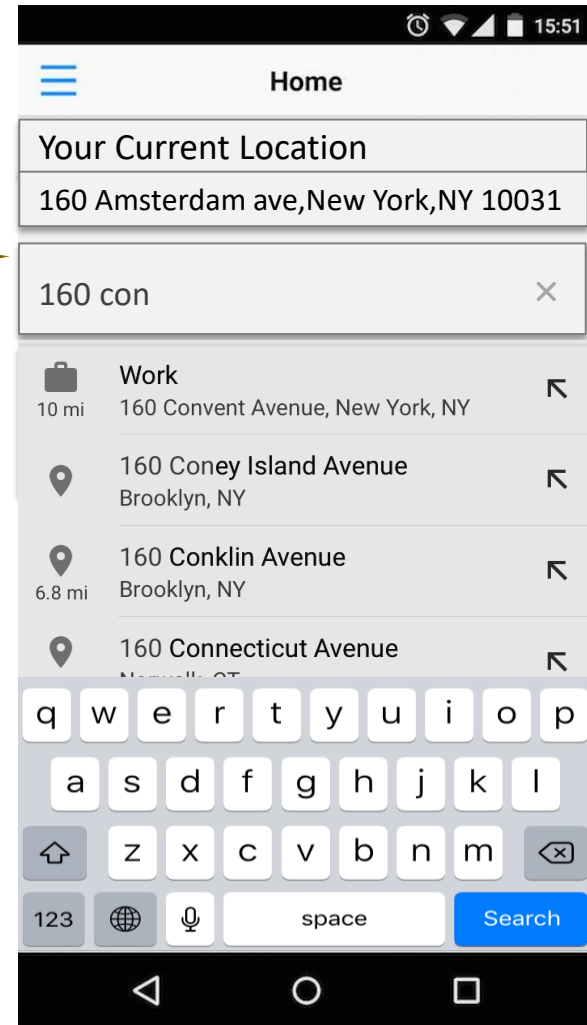 15:51
Home
Your Current Location
160 Amsterdam ave,New York,NY 10031
160 con
Work
10 mi
160 Convent Avenue, New York, NY
160 Coney Island Avenue
Brooklyn, NY
160 Conklin Avenue
6.8 mi
Brooklyn, NY
160 Connecticut Avenue
q w e r t y u i o p
a s d f g h j k l
z x c v b n m
123 space Search